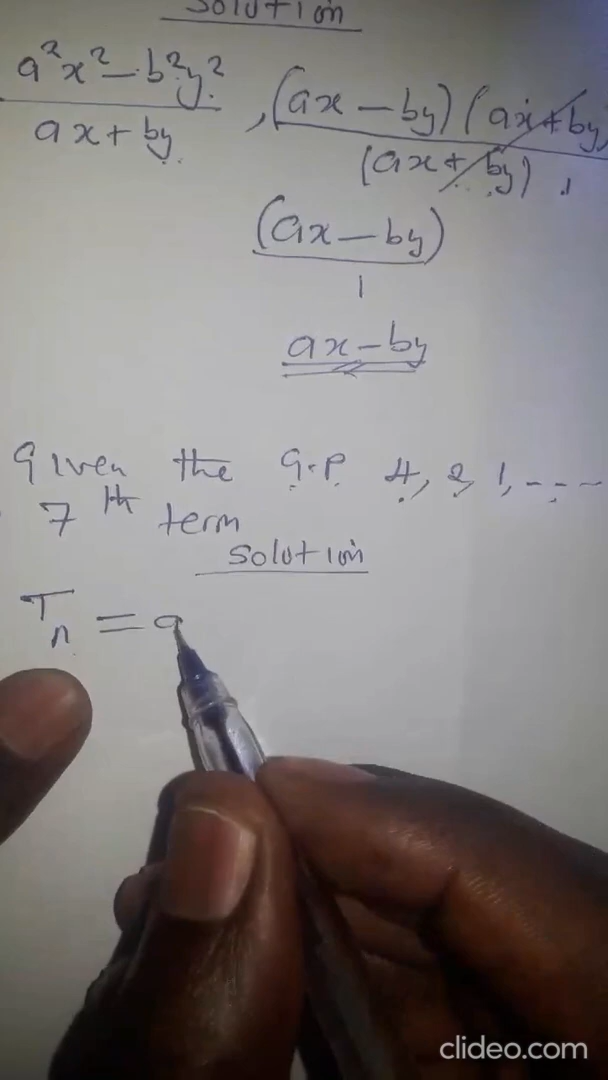 Solution
a²x² - b²y² , (ax - by)(ax + by)
ax + by (ax + by) 1
(ax - by)
1
ax - by
Given the G.P 4, 2, 1, ----
7th term
Solution
Tn = a
clideo.com